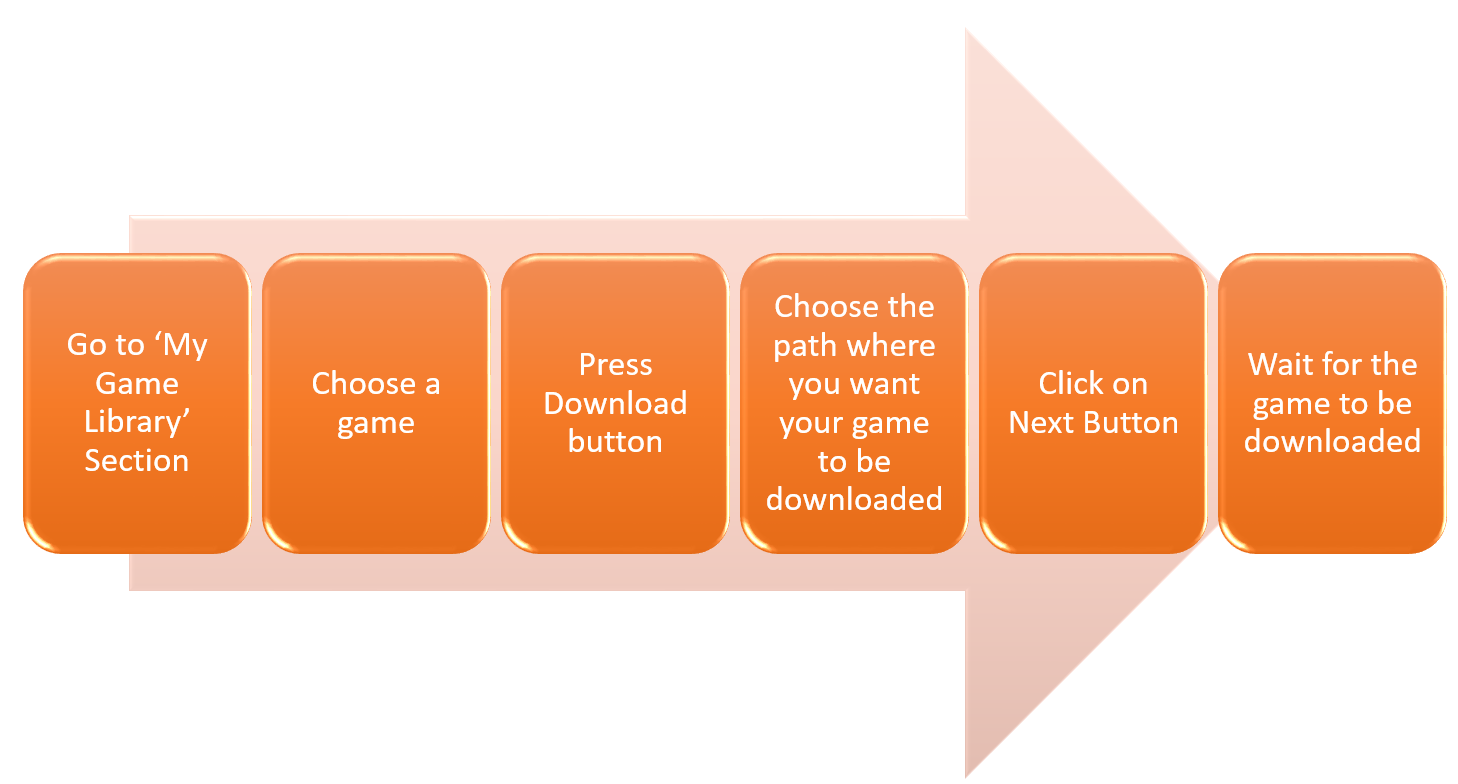 Go to ‘My
Game
Library’
Section
Choose a
game
Press
Download
button
Choose the
path where
you want
your game
to be
downloaded
Click on
Next Button
Wait for the
game to be
downloaded